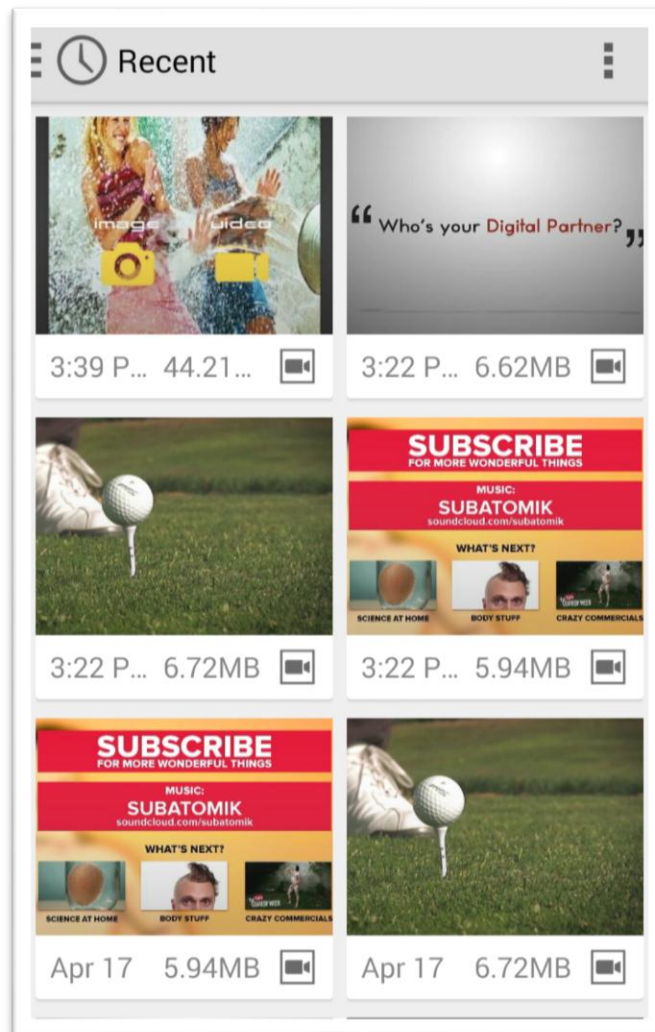 Recent
image video
“ Who's your Digital Partner? ”
3:39 P... 44.21...
3:22 P... 6.62MB
SUBSCRIBE
FOR MORE WONDERFUL THINGS
MUSIC:
SUBATOMIK
soundcloud.com/subatomik
WHAT'S NEXT?
SCIENCE AT HOME BODY STUFF CRAZY COMMERCIALS
3:22 P... 6.72MB
3:22 P... 5.94MB
SUBSCRIBE
FOR MORE WONDERFUL THINGS
MUSIC:
SUBATOMIK
soundcloud.com/subatomik
WHAT'S NEXT?
SCIENCE AT HOME BODY STUFF CRAZY COMMERCIALS
Apr 17 5.94MB
Apr 17 6.72MB